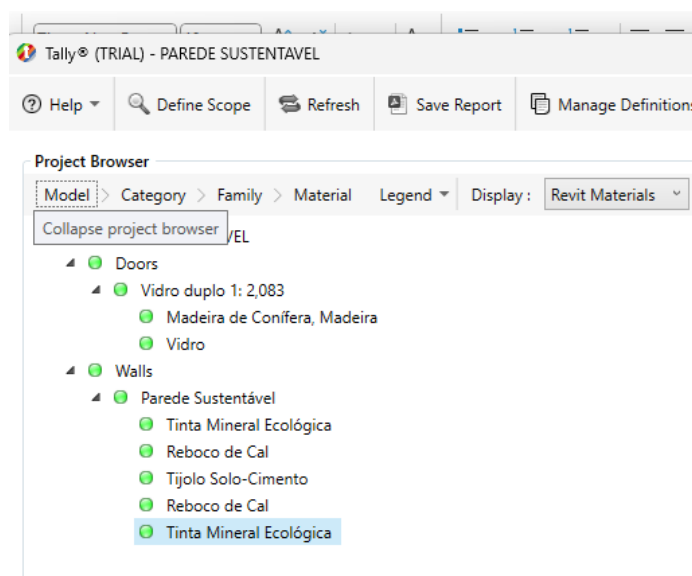 Tally® (TRIAL) - PAREDE SUSTENTAVEL
Help Define Scope Refresh Save Report Manage Definitions
Project Browser
Model > Category > Family > Material Legend Display : Revit Materials
Collapse project browser VEL
Doors
Vidro duplo 1: 2,083
Madeira de Conífera, Madeira
Vidro
Walls
Parede Sustentável
Tinta Mineral Ecológica
Reboco de Cal
Tijolo Solo-Cimento
Reboco de Cal
Tinta Mineral Ecológica